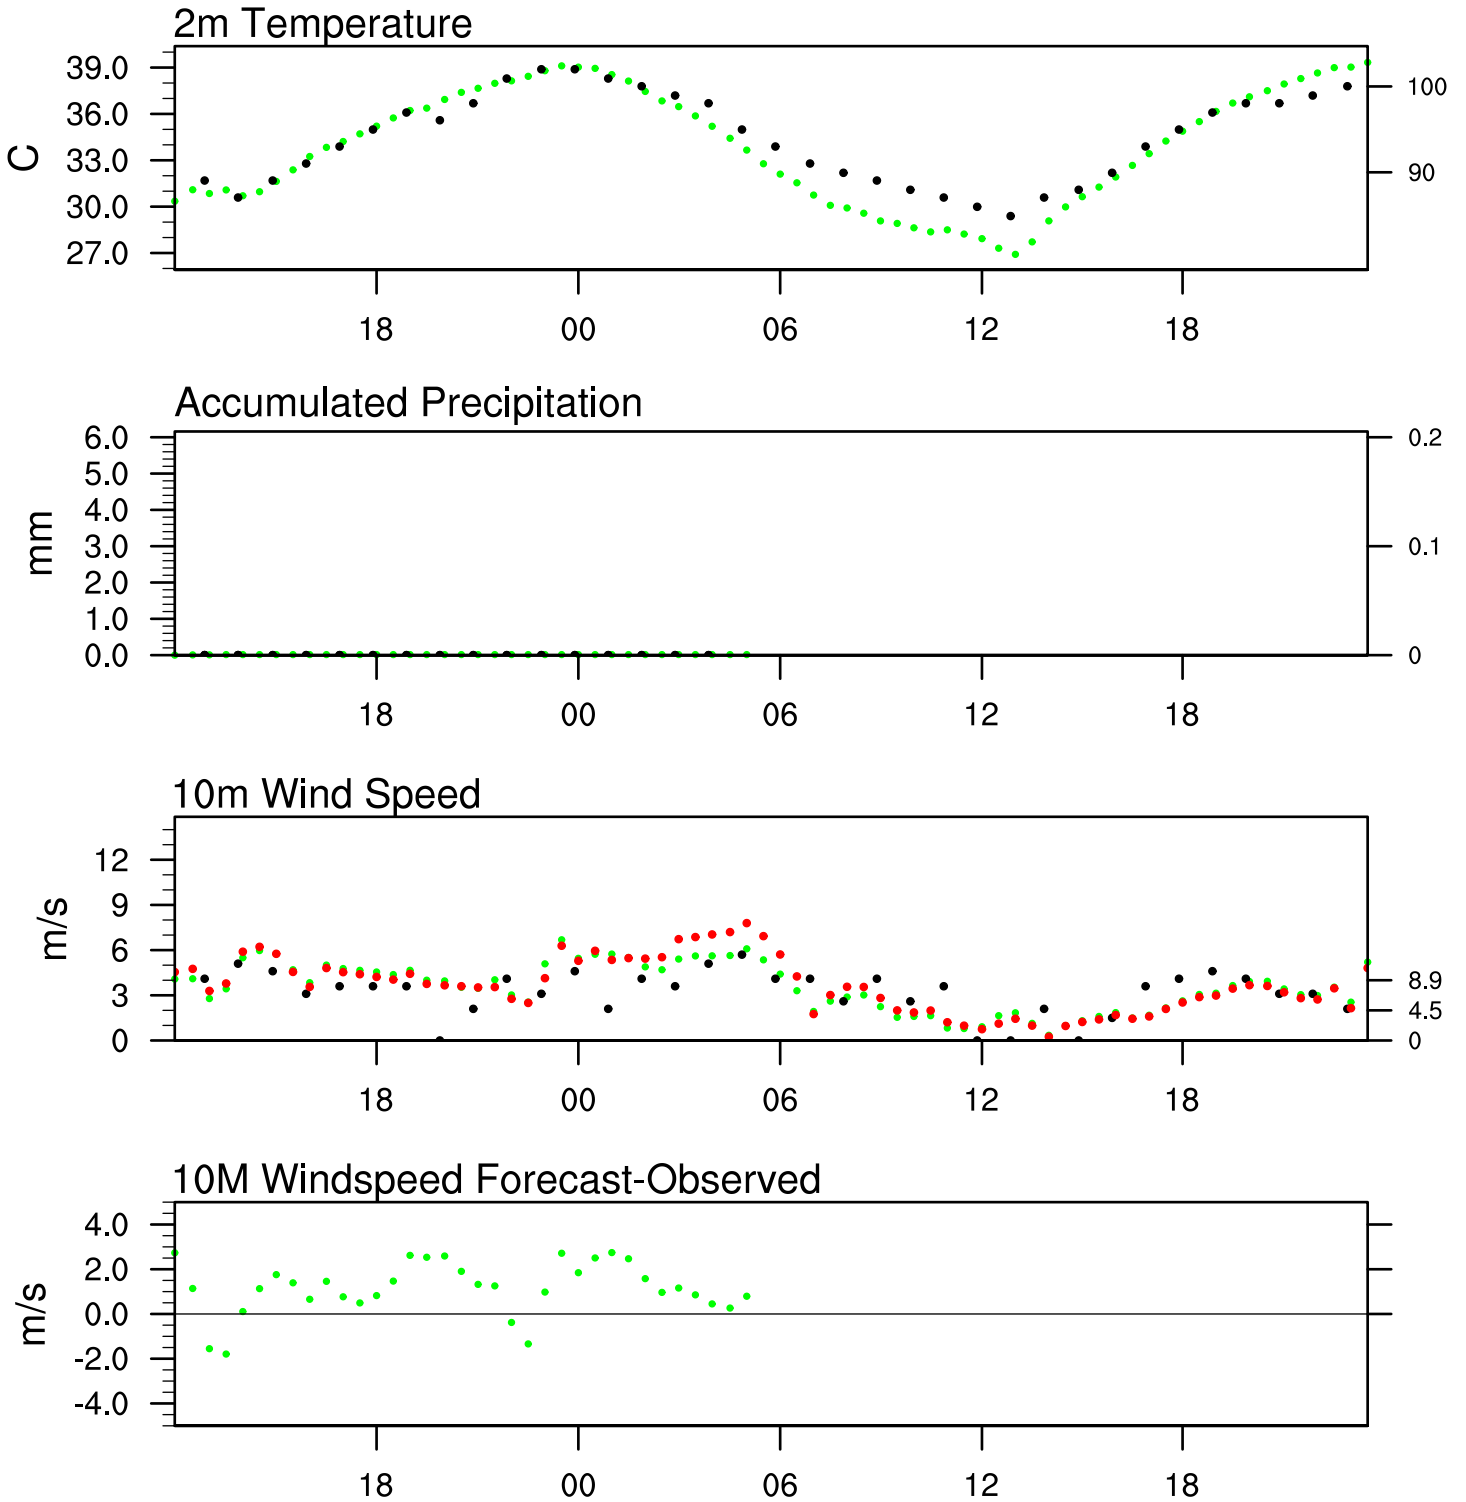 2m Temperature
39.0
36.0
33.0
30.0
27.0
C
100
90
18 00 06 12 18
Accumulated Precipitation
6.0
5.0
4.0
3.0
2.0
1.0
0.0
mm
0.2
0.1
0
18 00 06 12 18
10m Wind Speed
12
9
6
3
0
m/s
8.9
4.5
0
18 00 06 12 18
10M Windspeed Forecast-Observed
4.0
2.0
0.0
-2.0
-4.0
m/s
18 00 06 12 18